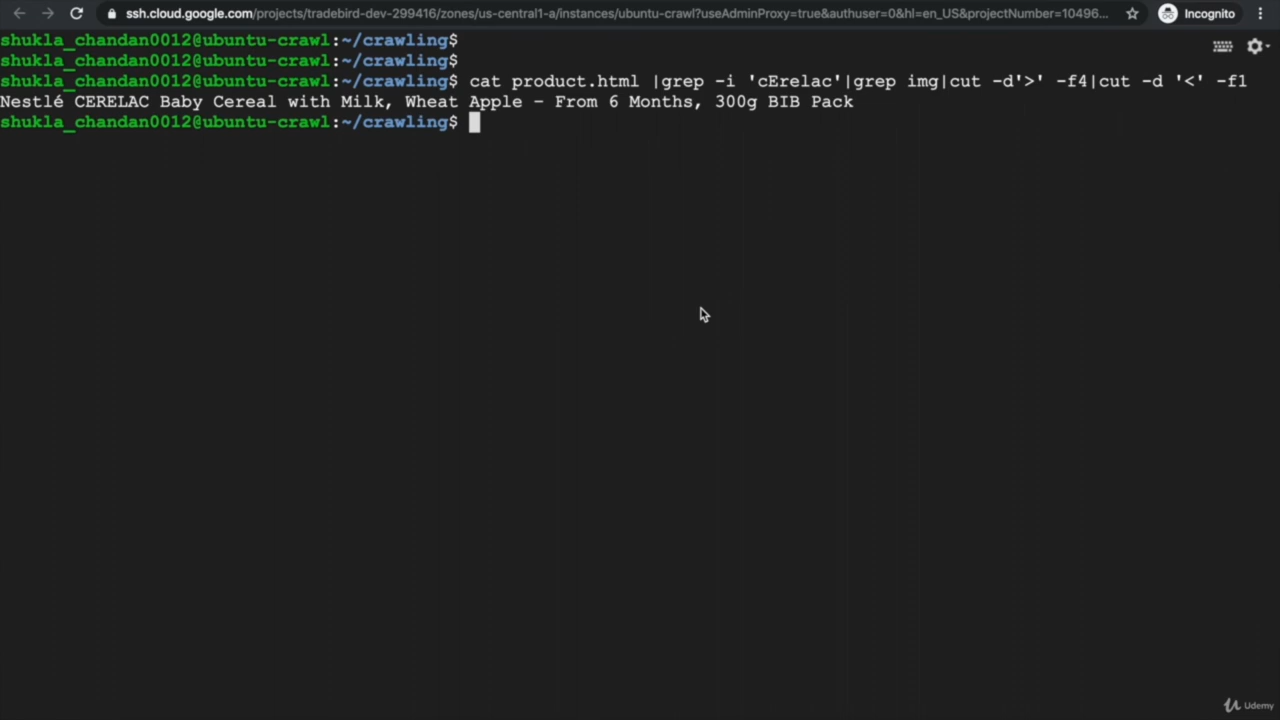 ssh.cloud.google.com/projects/tradebird-dev-299416/zones/us-central1-a/instances/ubuntu-crawl?useAdminProxy=true&authuser=0&hl=en_US&projectNumber=10496... Incognito
shukla_chandan0012@ubuntu-crawl:~/crawling$
shukla_chandan0012@ubuntu-crawl:~/crawling$
shukla_chandan0012@ubuntu-crawl:~/crawling$ cat product.html |grep -i 'cErelac'|grep img|cut -d'>' -f4|cut -d '<' -f1
Nestlé CERELAC Baby Cereal with Milk, Wheat Apple – From 6 Months, 300g BIB Pack
shukla_chandan0012@ubuntu-crawl:~/crawling$
Udemy